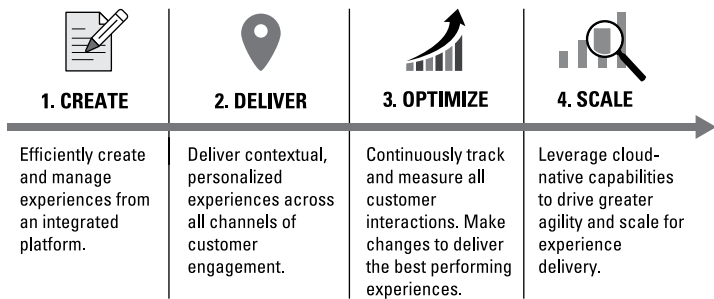 1. CREATE
2. DELIVER
3. OPTIMIZE
4. SCALE
Efficiently create
and manage
experiences from
an integrated
platform.
Deliver contextual,
personalized
experiences across
all channels of
customer
engagement.
Continuously track
and measure all
customer
interactions. Make
changes to deliver
the best performing
experiences.
Leverage cloud-
native capabilities
to drive greater
agility and scale for
experience
delivery.